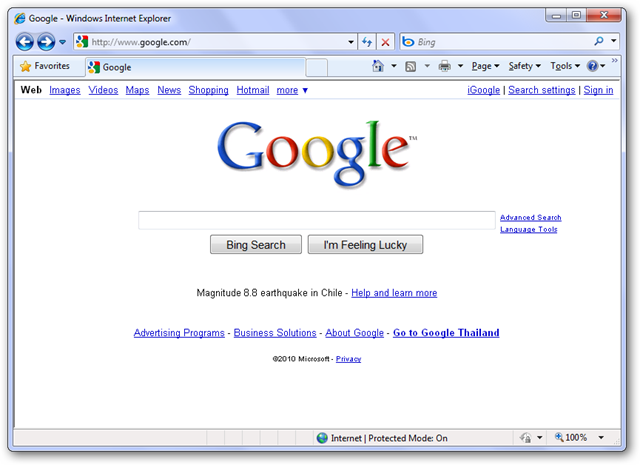 Google - Windows Internet Explorer
http://www.google.com/ Bing
Favorites Google Page Safety Tools
Web Images Videos Maps News Shopping Hotmail more ▼ iGoogle | Search settings | Sign in
Google™
Advanced Search
Language Tools
Bing Search I'm Feeling Lucky
Magnitude 8.8 earthquake in Chile - Help and learn more
Advertising Programs - Business Solutions - About Google - Go to Google Thailand
©2010 Microsoft - Privacy
Internet | Protected Mode: On 100%